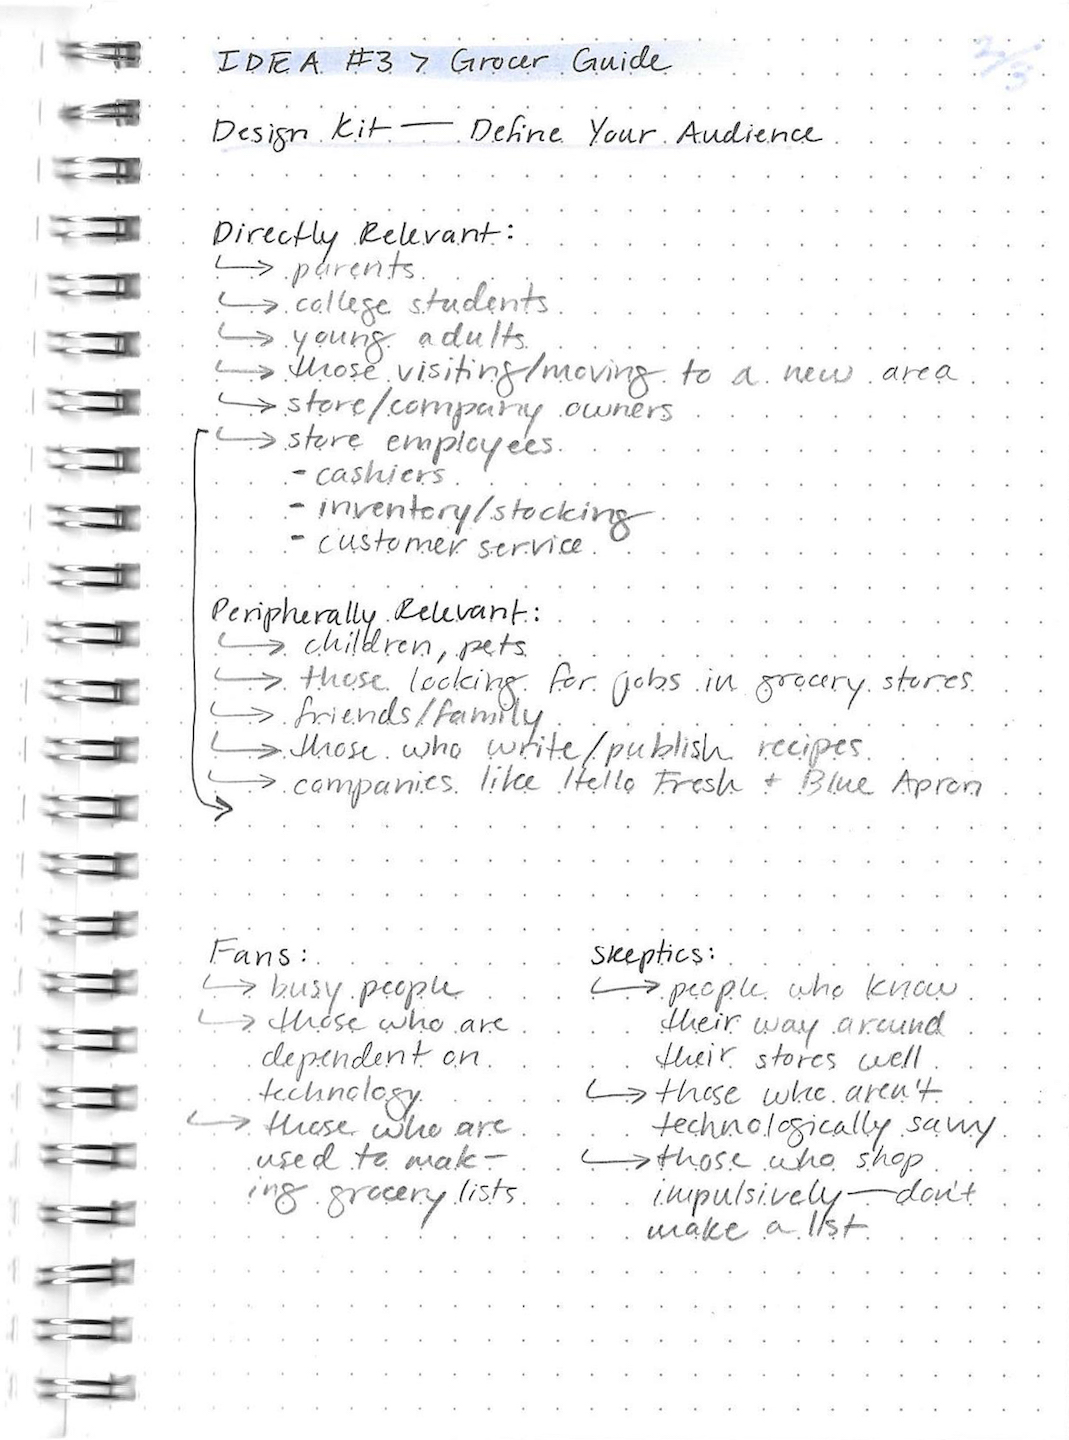 IDEA #3 > Grocer Guide
2/3
Design Kit — Define Your Audience
Directly Relevant:
↳ parents
↳ college students
↳ young adults
↳ those visiting/moving to a new area
↳ store/company owners
↳ store employees
- cashiers
- inventory/stocking
- customer service
Peripherally Relevant:
↳ children, pets
↳ those looking for jobs in grocery stores
↳ friends/family
↳ those who write/publish recipes
↳ companies like Hello Fresh + Blue Apron
Fans:
↳ busy people
↳ those who are
dependent on
technology
↳ those who are
used to mak-
ing grocery lists
Skeptics:
↳ people who know
their way around
their stores well
↳ those who aren't
technologically savvy
↳ those who shop
impulsively — don't
make a list